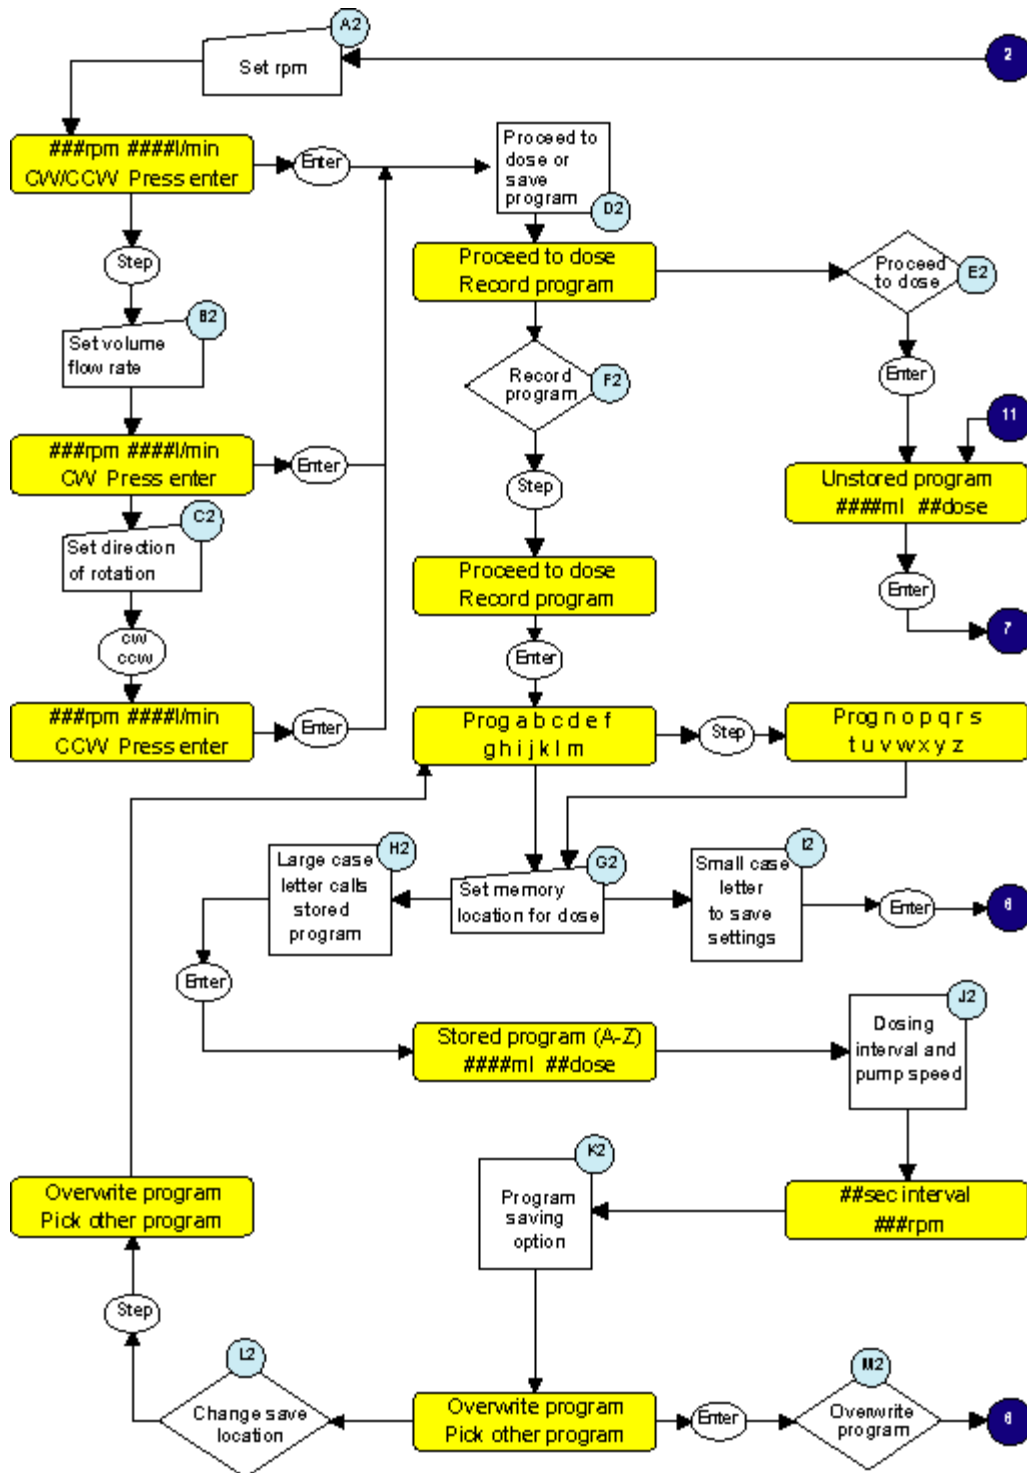 A2
Set rpm
2
###rpm ####l/min
CW/CCW Press enter
Enter
Proceed to
dose or
save
program
D2
Step
Proceed to dose
Record program
Proceed
to dose
E2
B2
Set volume
flow rate
Record
program
F2
Enter
11
###rpm ####l/min
CW Press enter
Enter
Step
Unstored program
####ml ##dose
C2
Set direction
of rotation
Proceed to dose
Record program
Enter
7
cw
ccw
Enter
###rpm ####l/min
CCW Press enter
Enter
Prog a b c d e f
g h i j k l m
Step
Prog n o p q r s
t u v w x y z
H2
Large case
letter calls
stored
program
G2
Set memory
location for dose
I2
Small case
letter
to save
settings
Enter
6
Enter
J2
Dosing
interval and
pump speed
Stored program (A-Z)
####ml ##dose
K2
Program
saving
option
Overwrite program
Pick other program
##sec interval
###rpm
Step
L2
Change save
location
Overwrite program
Pick other program
Enter
M2
Overwrite
program
6